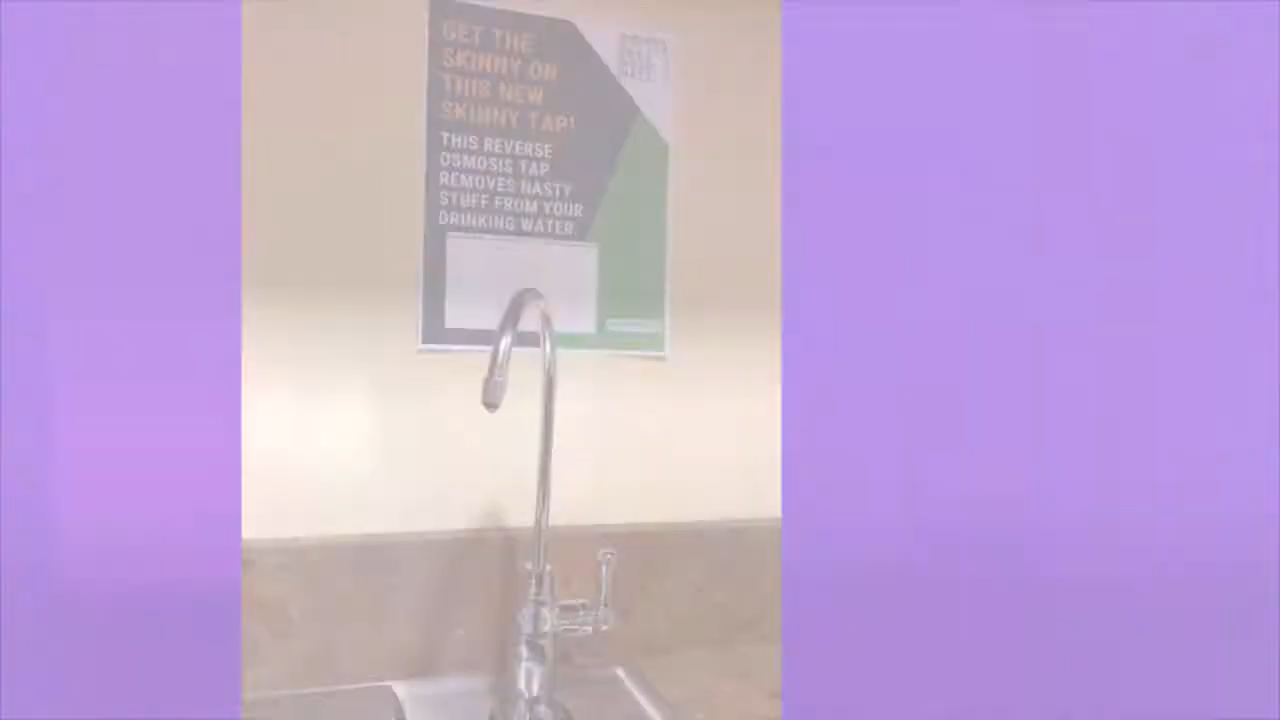 GET THE
SKINNY ON
THIS NEW
SKINNY TAP!
THIS REVERSE
OSMOSIS TAP
REMOVES NASTY
STUFF FROM YOUR
DRINKING WATER.